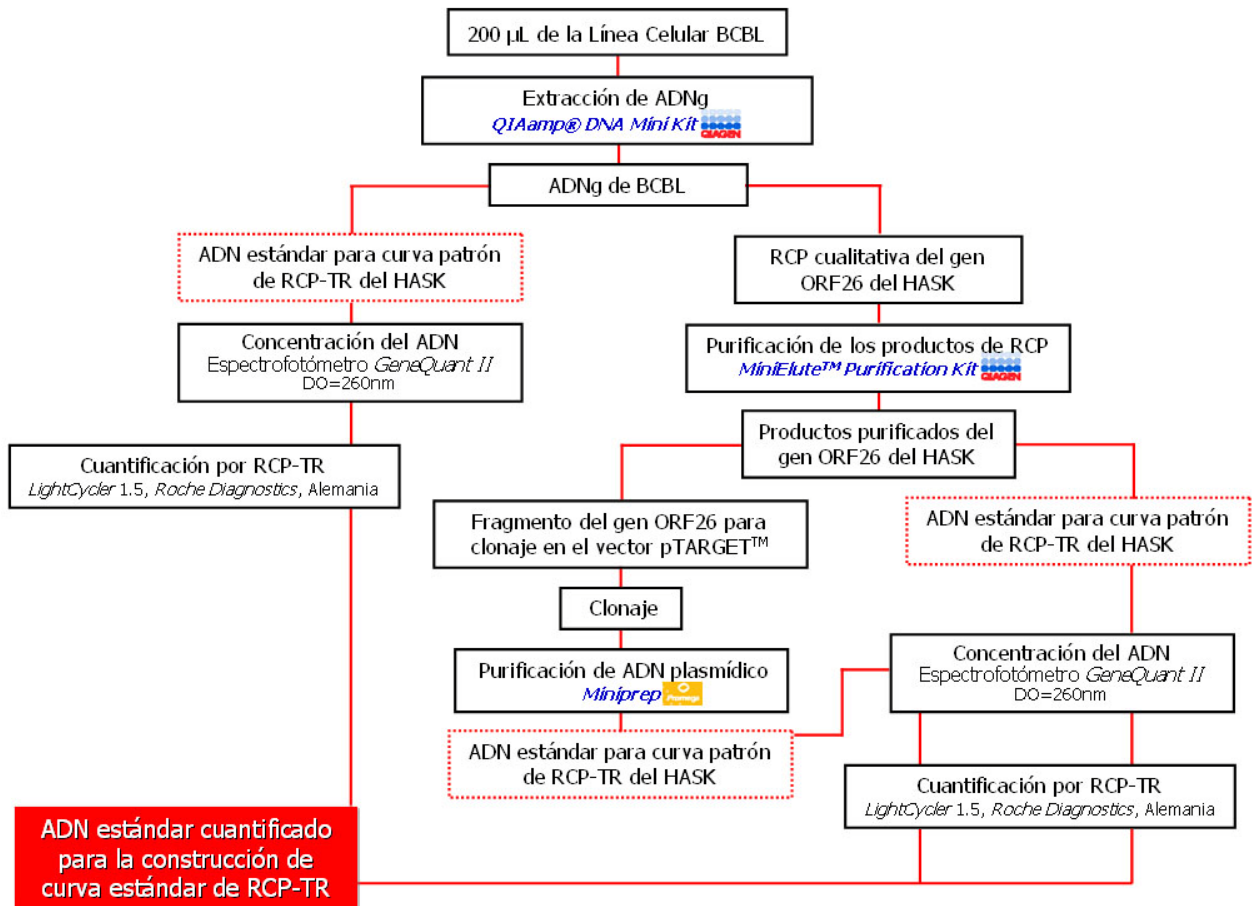 200 µL de la Línea Celular BCBL
Extracción de ADNg
QIAamp® DNA Mini Kit
QIAGEN
ADNg de BCBL
ADN estándar para curva patrón
de RCP-TR del HASK
Concentración del ADN
Espectrofotómetro GeneQuant II
DO=260nm
Cuantificación por RCP-TR
LightCycler 1.5, Roche Diagnostics, Alemania
RCP cualitativa del gen
ORF26 del HASK
Purificación de los productos de RCP
MiniElute™ Purification Kit
QIAGEN
Productos purificados del
gen ORF26 del HASK
Fragmento del gen ORF26 para
clonaje en el vector pTARGET™
Clonaje
Purificación de ADN plasmídico
Miniprep
Promega
ADN estándar para curva patrón
de RCP-TR del HASK
ADN estándar para curva patrón
de RCP-TR del HASK
Concentración del ADN
Espectrofotómetro GeneQuant II
DO=260nm
Cuantificación por RCP-TR
LightCycler 1.5, Roche Diagnostics, Alemania
ADN estándar cuantificado
para la construcción de
curva estándar de RCP-TR